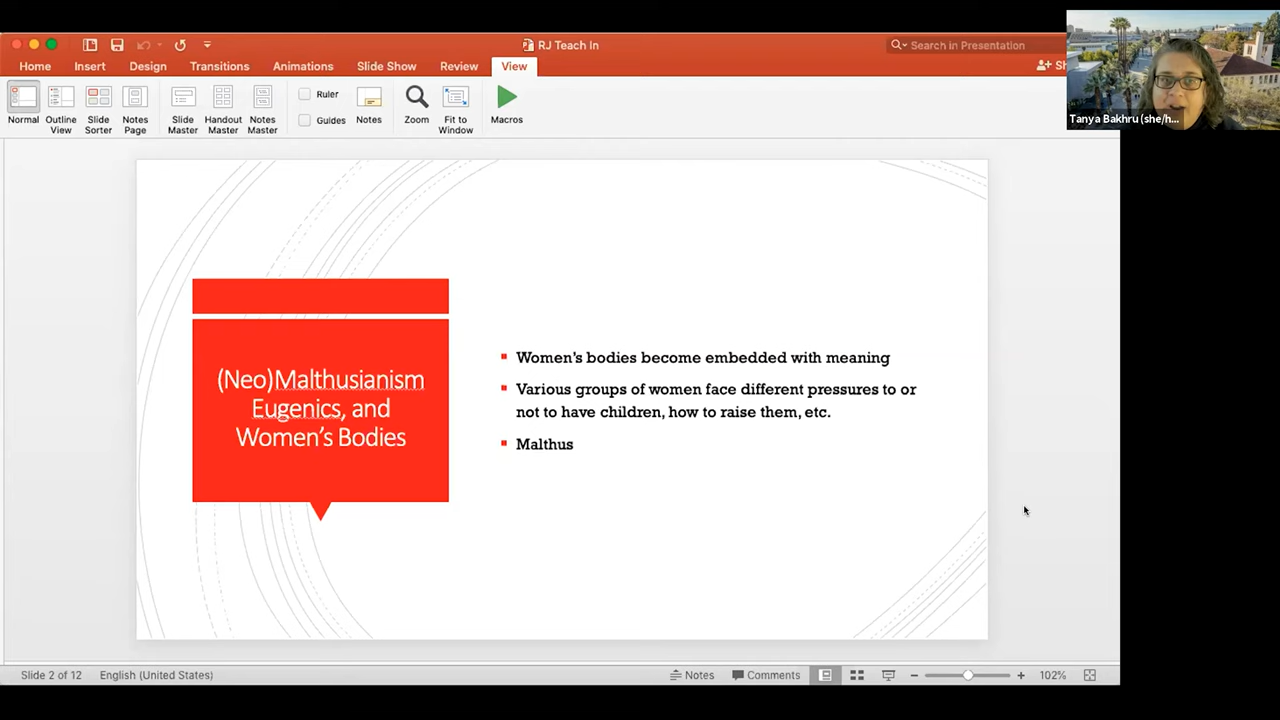 RJ Teach In
Search in Presentation
Home Insert Design Transitions Animations Slide Show Review View
Sh
Normal
Outline View
Slide Sorter
Notes Page
Slide Master
Handout Master
Notes Master
Ruler
Guides
Notes
Zoom
Fit to Window
Macros
Tanya Bakhru (she/h...
(Neo)Malthusianism
Eugenics, and
Women's Bodies
Women's bodies become embedded with meaning
Various groups of women face different pressures to or
not to have children, how to raise them, etc.
Malthus
Slide 2 of 12 English (United States) Notes Comments 102%